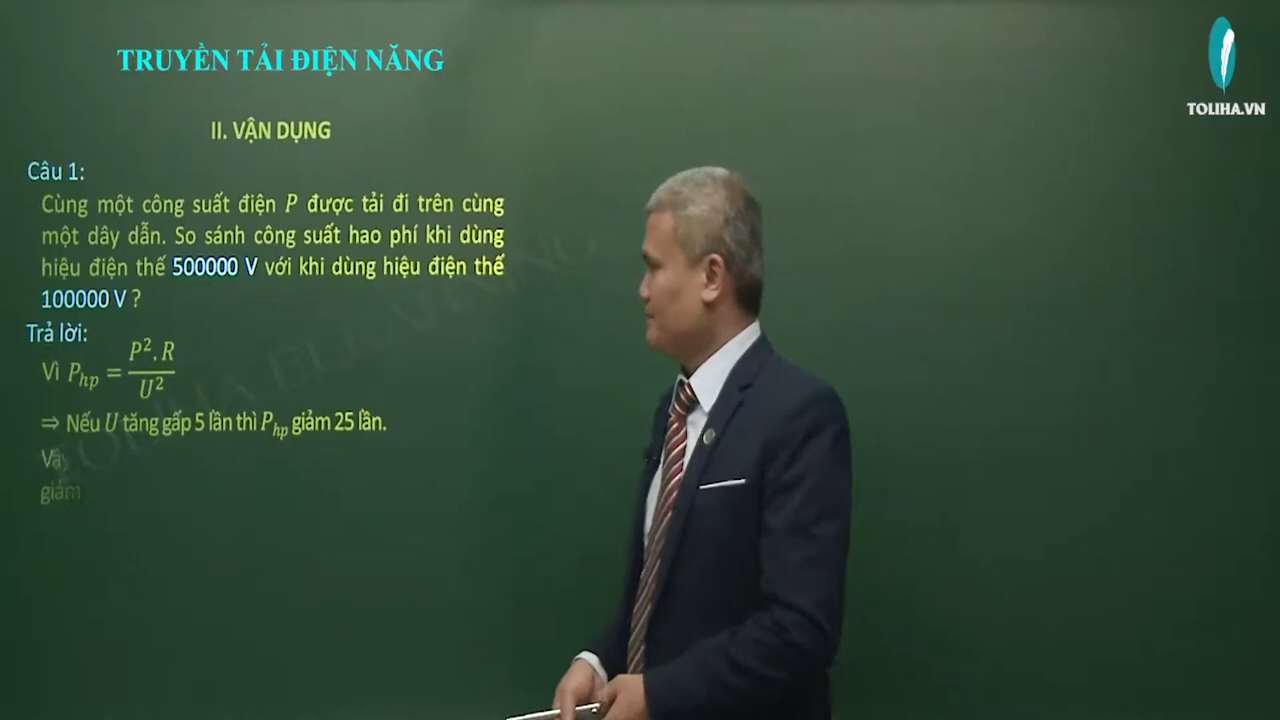 TRUYỀN TẢI ĐIỆN NĂNG
TOLIHA.VN
II. VẬN DỤNG
Câu 1:
Cùng một công suất điện P được tải đi trên cùng
một dây dẫn. So sánh công suất hao phí khi dùng
hiệu điện thế 500000 V với khi dùng hiệu điện thế
100000 V ?
Trả lời:
Vì P_hp = P².R / U²
⇒ Nếu U tăng gấp 5 lần thì P_hp giảm 25 lần.
giảm
TOLIHA ELEARNING